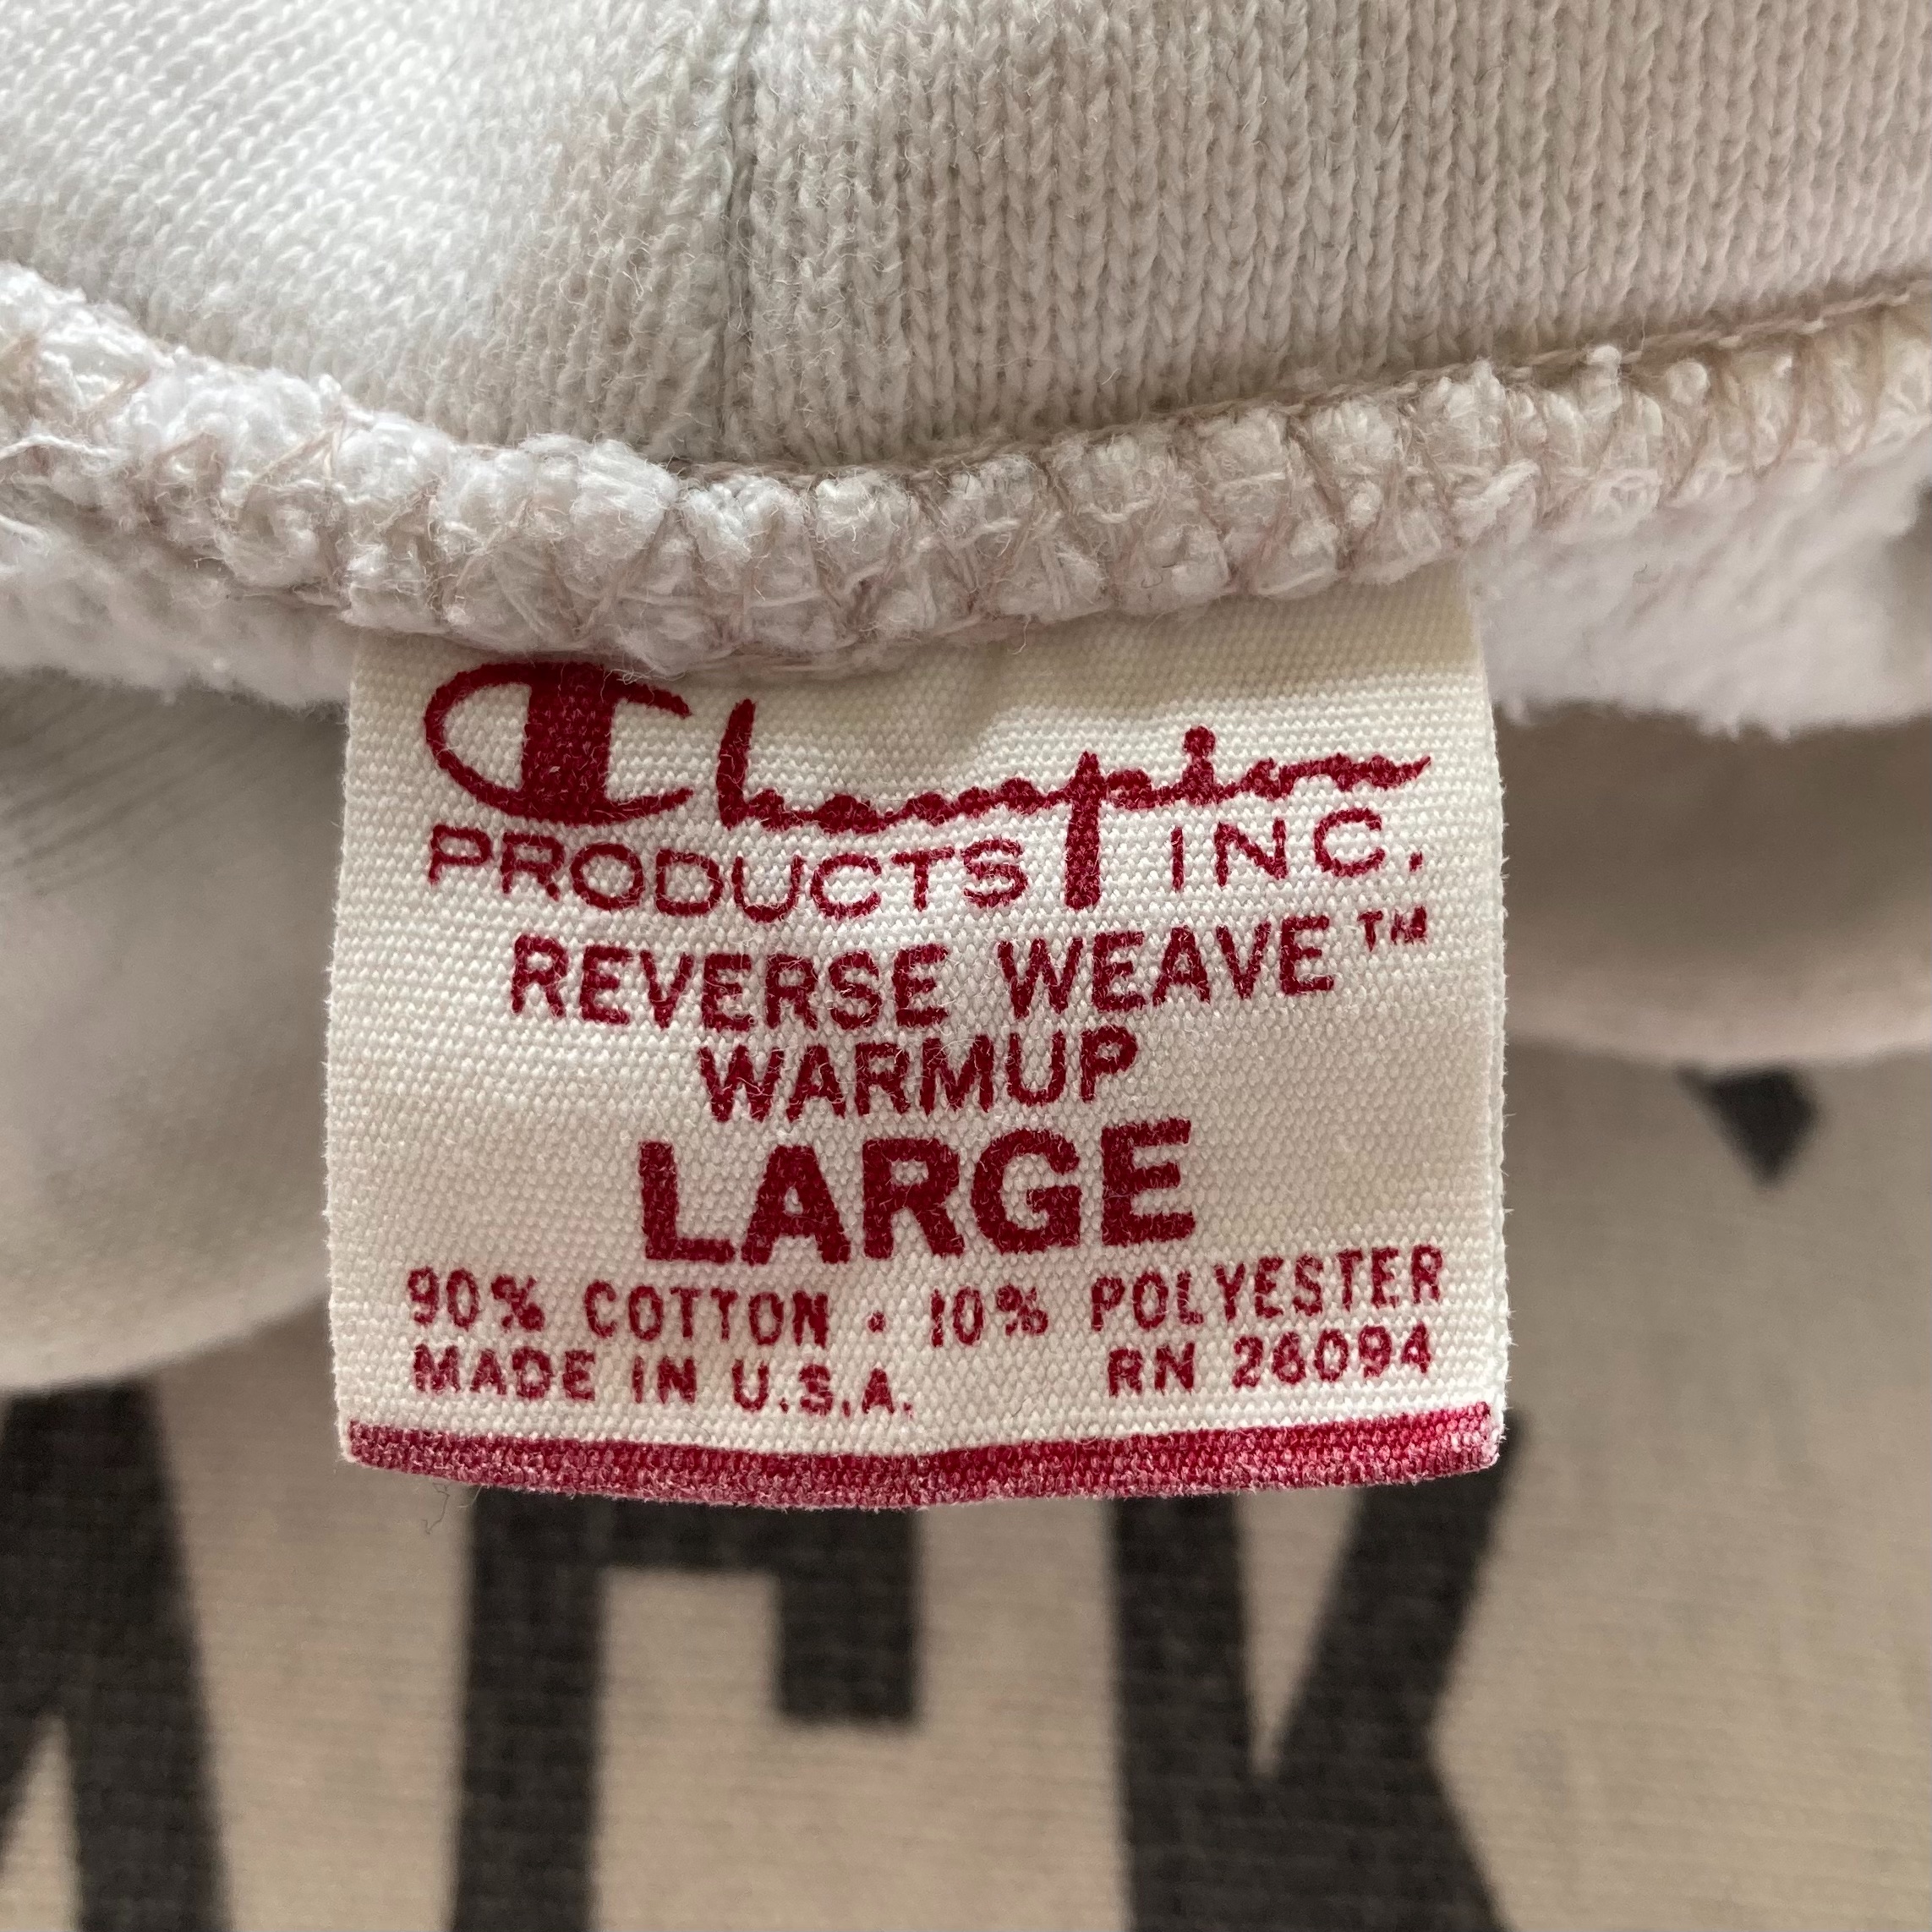 Champion
PRODUCTS INC.
REVERSE WEAVE™
WARMUP
LARGE
90% COTTON · 10% POLYESTER
MADE IN U.S.A. RN 26094